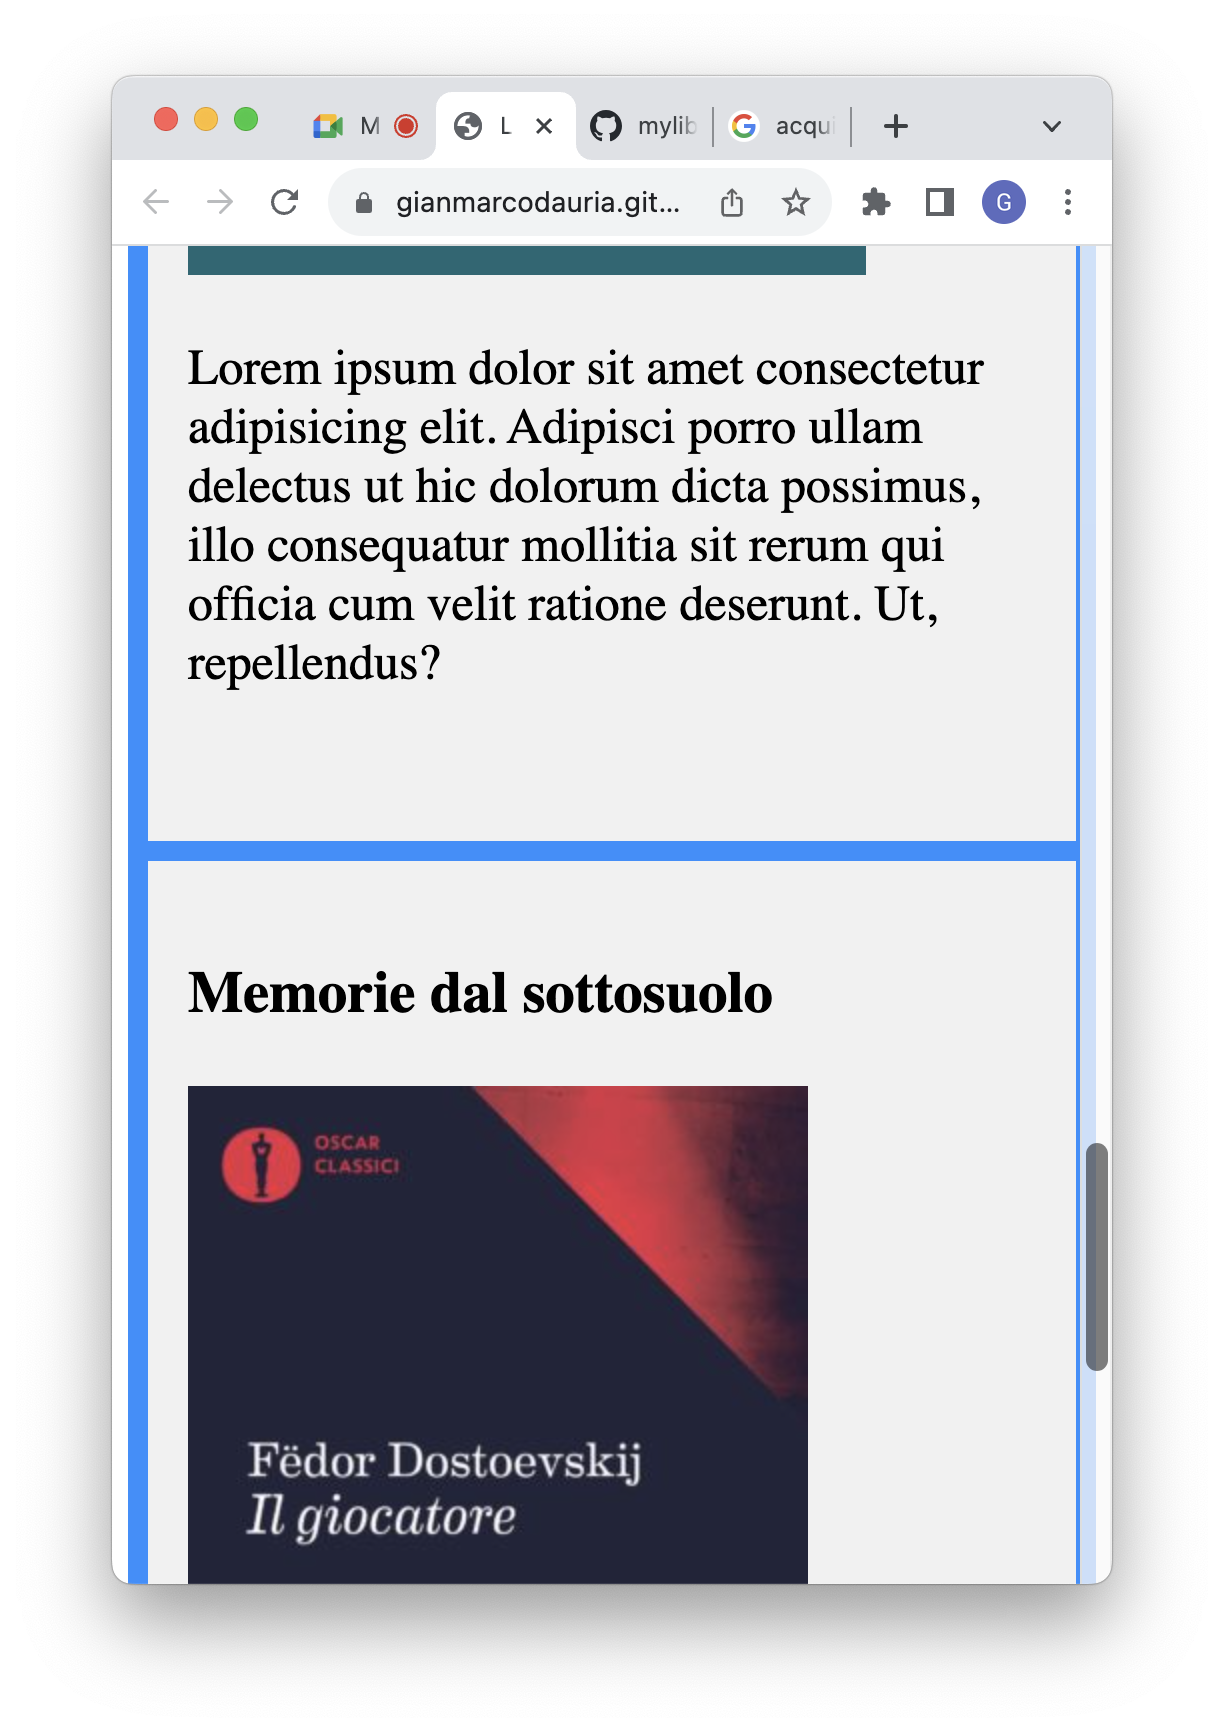 M
L
mylib
acqui
gianmarcodauria.git...
G
Lorem ipsum dolor sit amet consectetur
adipisicing elit. Adipisci porro ullam
delectus ut hic dolorum dicta possimus,
illo consequatur mollitia sit rerum qui
officia cum velit ratione deserunt. Ut,
repellendus?
Memorie dal sottosuolo
OSCAR
CLASSICI
Fëdor Dostoevskij
Il giocatore